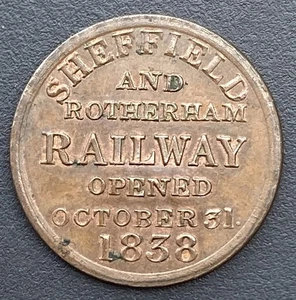 SHEFFIELD
AND
ROTHERHAM
RAILWAY
OPENED
OCTOBER 31.
1838